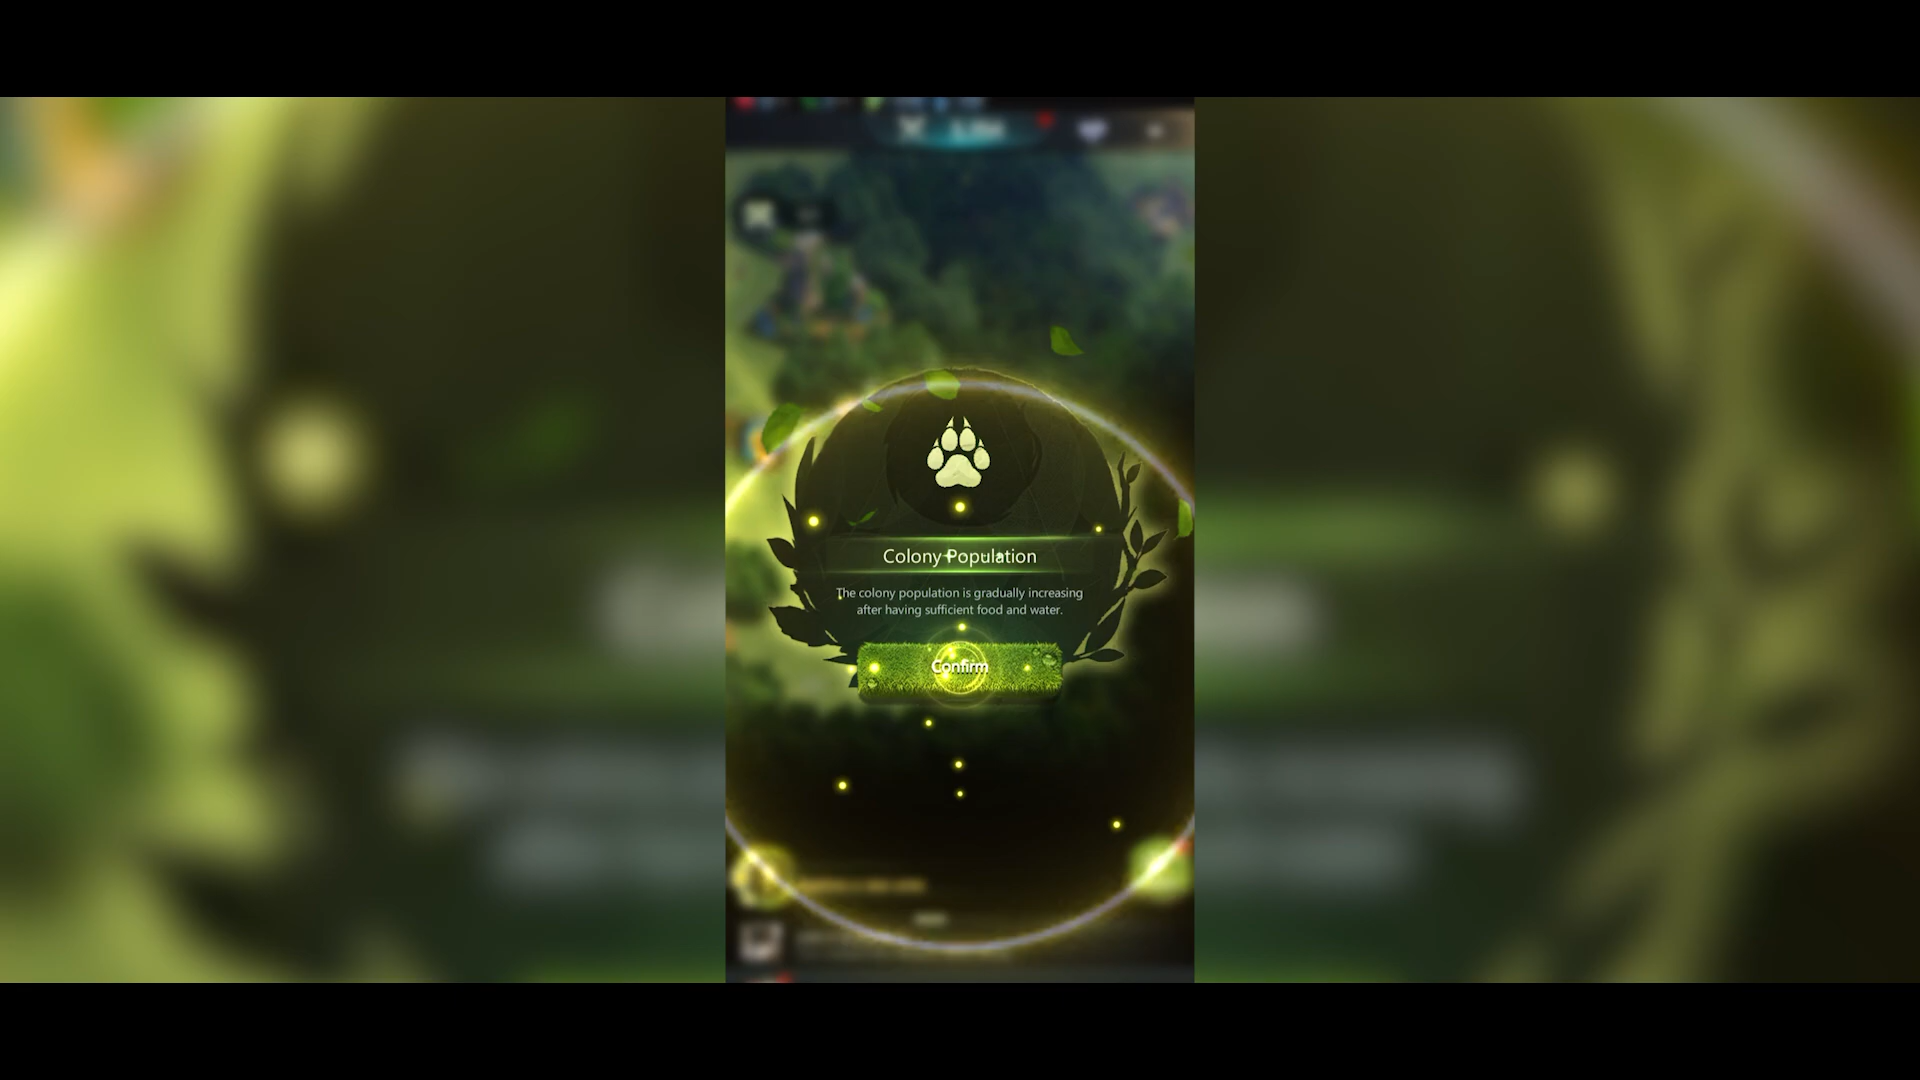 Colony Population
The colony population is gradually increasing
after having sufficient food and water.
Confirm